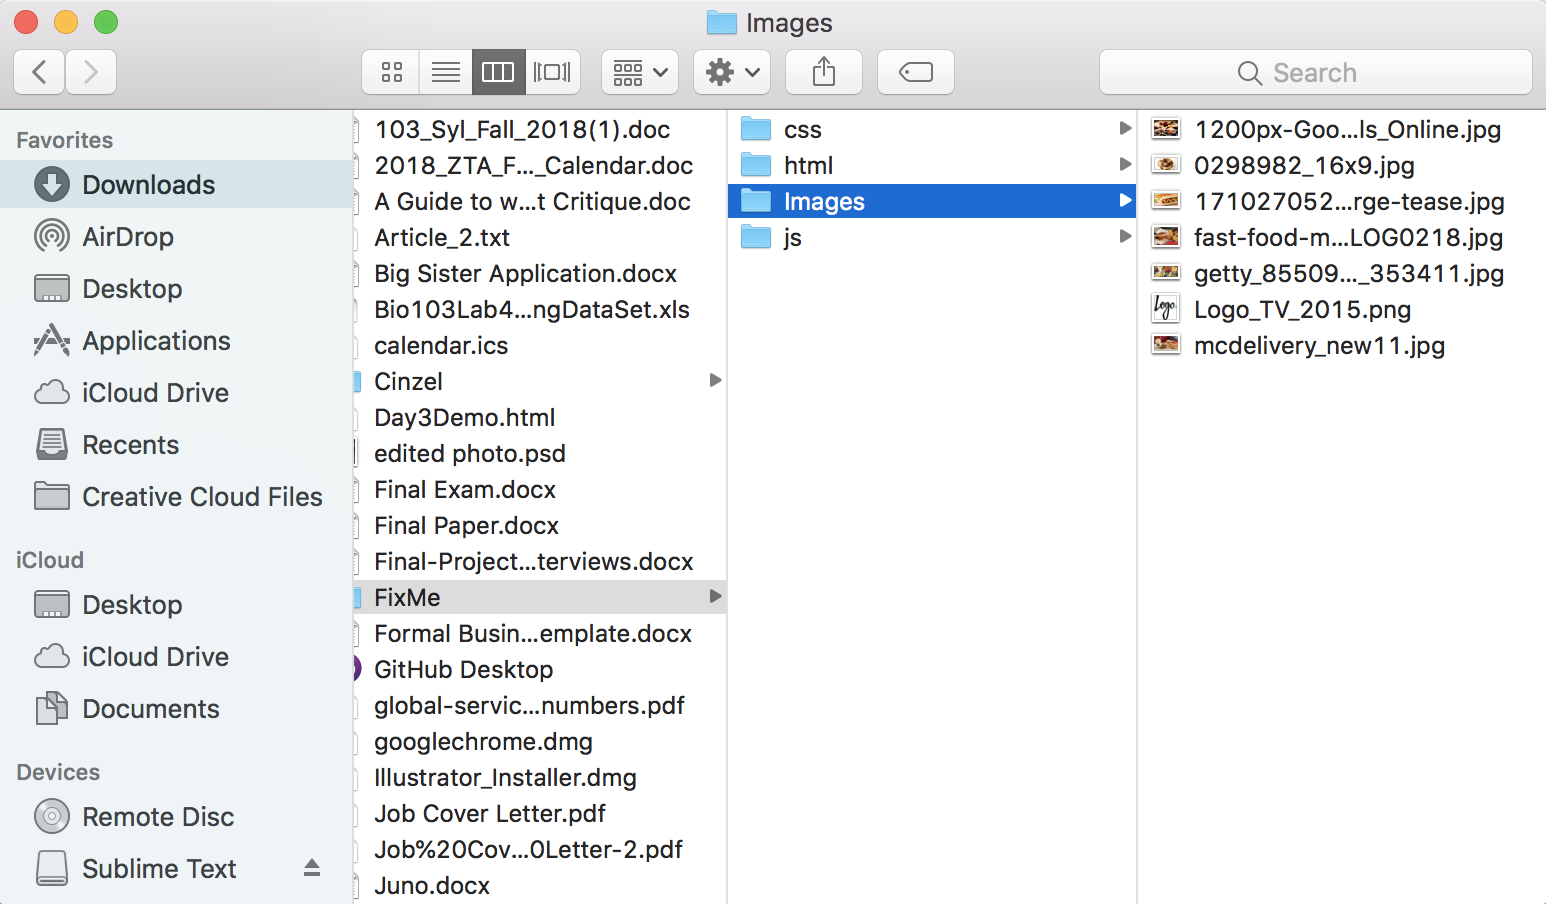 Images
Search
Favorites
Downloads
AirDrop
Desktop
Applications
iCloud Drive
Recents
Creative Cloud Files
iCloud
Desktop
iCloud Drive
Documents
Devices
Remote Disc
Sublime Text
103_Syl_Fall_2018(1).doc
2018_ZTA_F..._Calendar.doc
A Guide to w...t Critique.doc
Article_2.txt
Big Sister Application.docx
Bio103Lab4...ngDataSet.xls
calendar.ics
Cinzel
Day3Demo.html
edited photo.psd
Final Exam.docx
Final Paper.docx
Final-Project...terviews.docx
FixMe
Formal Busin...emplate.docx
GitHub Desktop
global-servic...numbers.pdf
googlechrome.dmg
Illustrator_Installer.dmg
Job Cover Letter.pdf
Job%20Cov...0Letter-2.pdf
Juno.docx
css
html
Images
js
1200px-Goo...ls_Online.jpg
0298982_16x9.jpg
171027052...rge-tease.jpg
fast-food-m...LOG0218.jpg
getty_85509..._353411.jpg
Logo
Logo_TV_2015.png
mcdelivery_new11.jpg